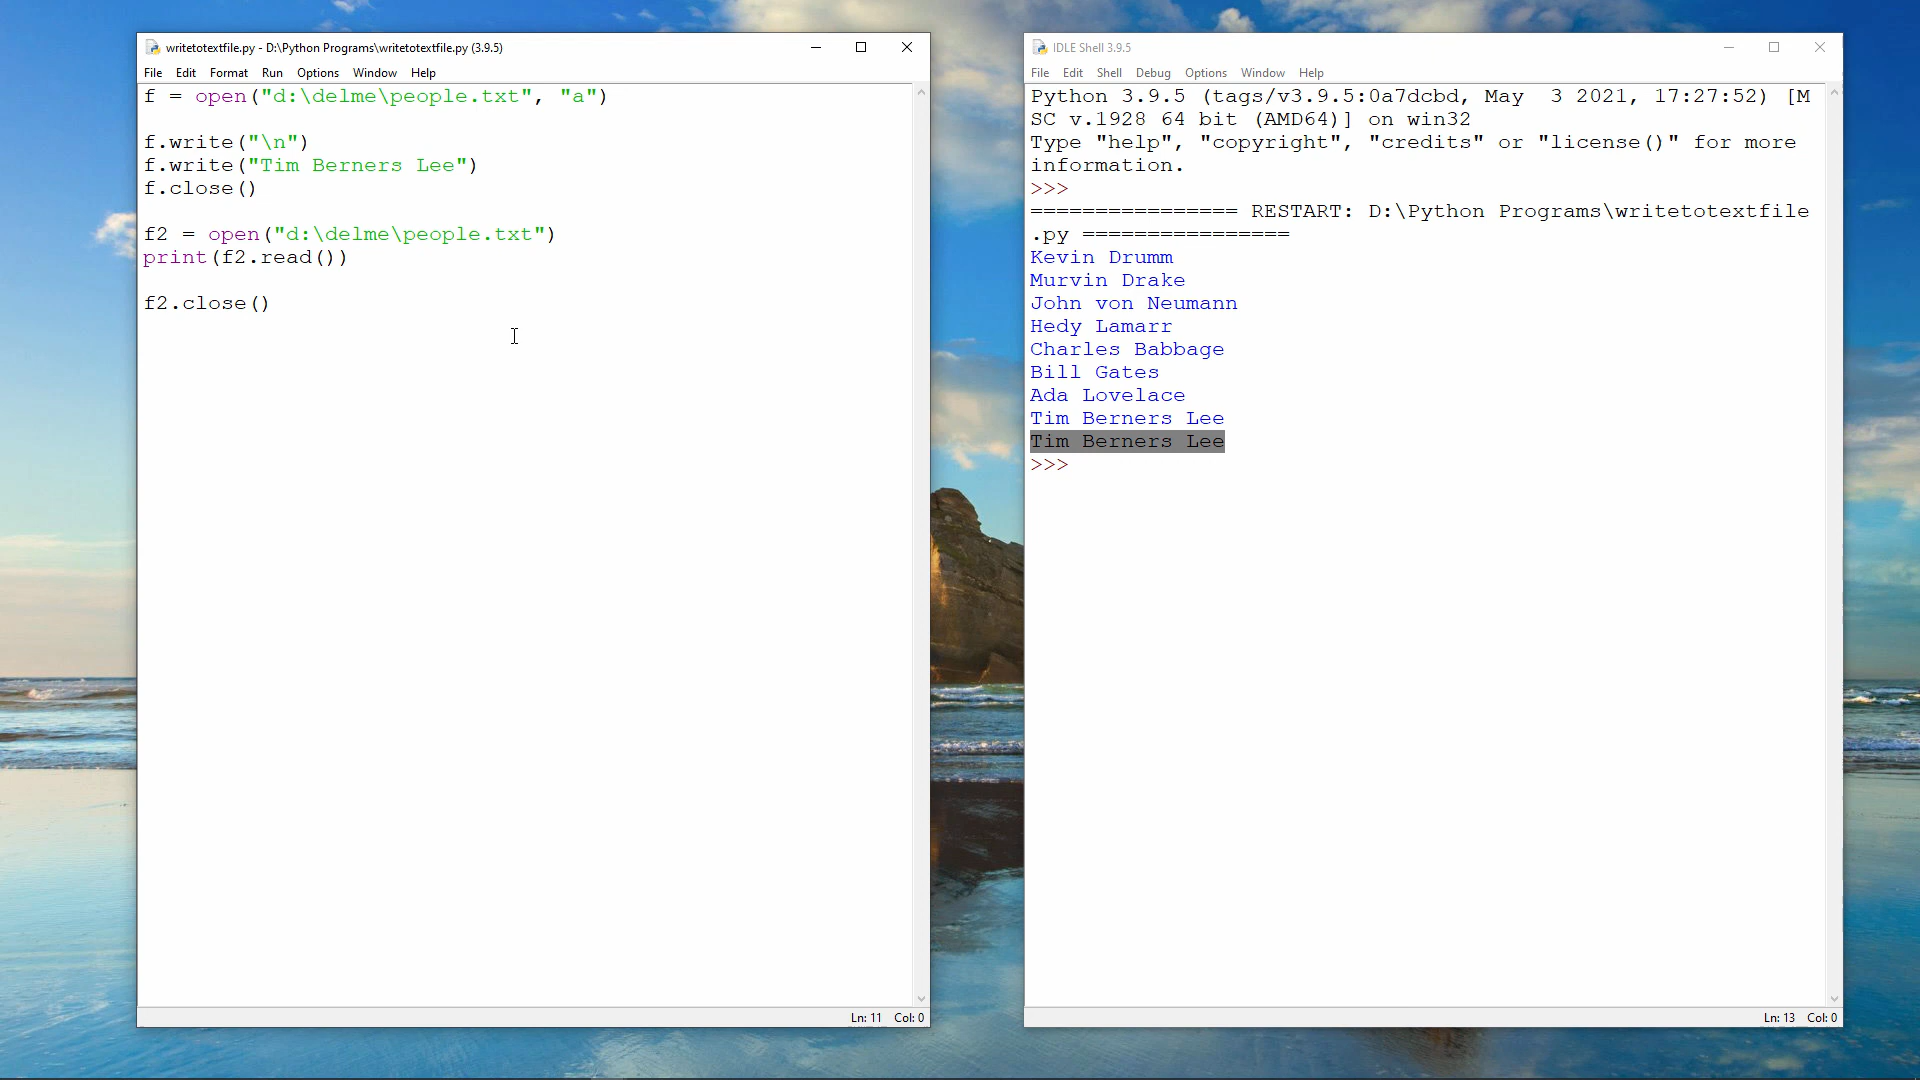 writetotextfile.py - D:\Python Programs\writetotextfile.py (3.9.5)
File Edit Format Run Options Window Help
f = open("d:\delme\people.txt", "a")
f.write("\n")
f.write("Tim Berners Lee")
f.close()
f2 = open("d:\delme\people.txt")
print(f2.read())
f2.close()
Ln: 11 Col: 0
IDLE Shell 3.9.5
File Edit Shell Debug Options Window Help
Python 3.9.5 (tags/v3.9.5:0a7dcbd, May  3 2021, 17:27:52) [M
SC v.1928 64 bit (AMD64)] on win32
Type "help", "copyright", "credits" or "license()" for more
information.
>>>
================ RESTART: D:\Python Programs\writetotextfile
.py ================
Kevin Drumm
Murvin Drake
John von Neumann
Hedy Lamarr
Charles Babbage
Bill Gates
Ada Lovelace
Tim Berners Lee
Tim Berners Lee
>>>
Ln: 13 Col: 0